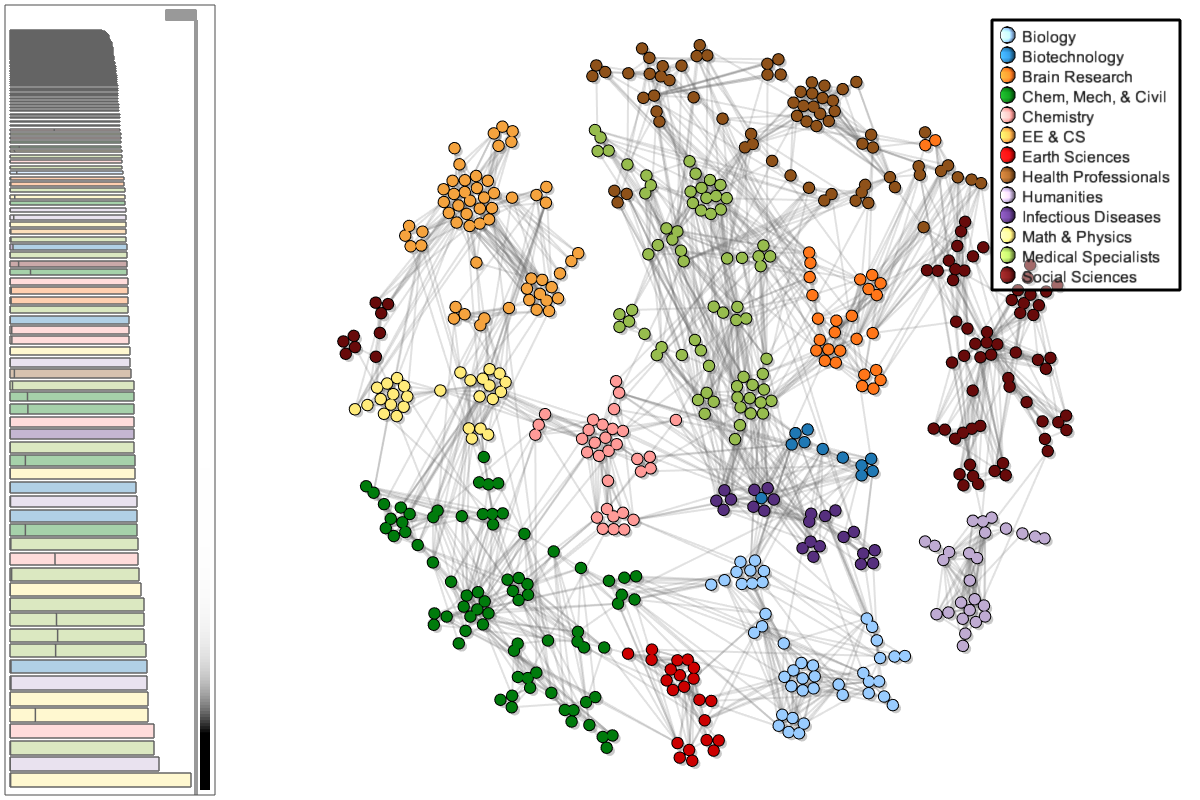 Biology
Biotechnology
Brain Research
Chem, Mech, & Civil
Chemistry
EE & CS
Earth Sciences
Health Professionals
Humanities
Infectious Diseases
Math & Physics
Medical Specialists
Social Sciences